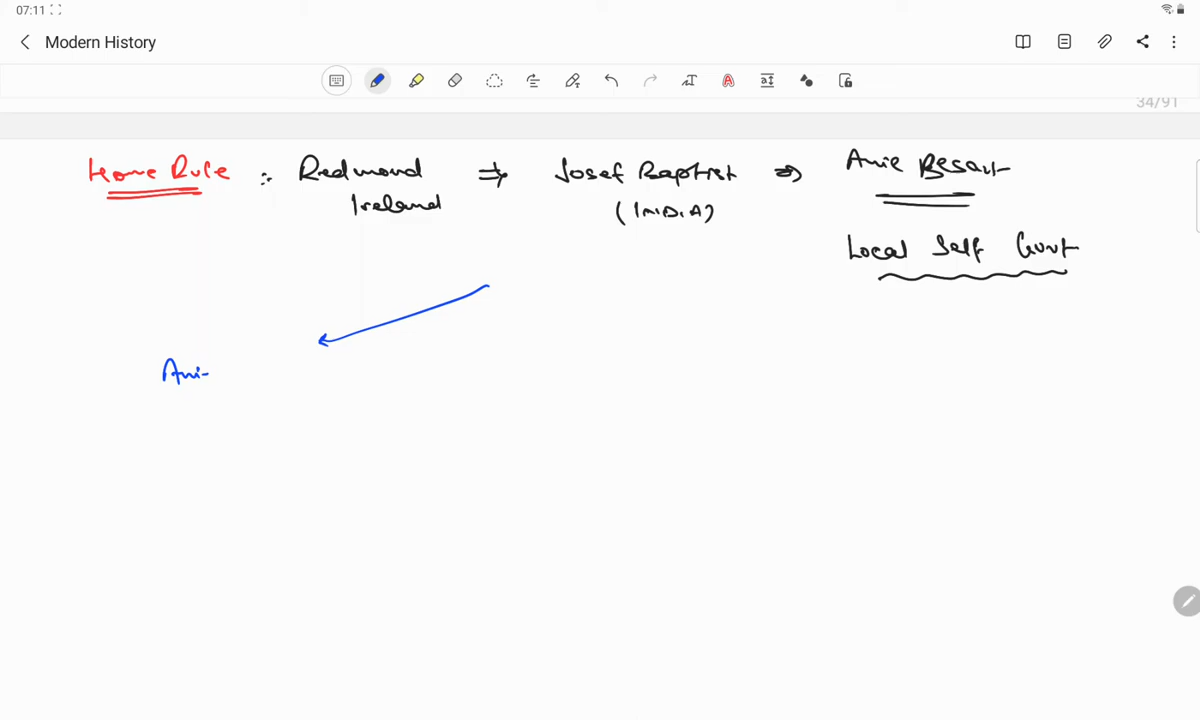 07:11
Modern History
34/91
Home Rule : Redmond ⇒ Josef Baptist ⇒ Anie Besant
Ireland (INDIA)
Local Self Govt
Ani-